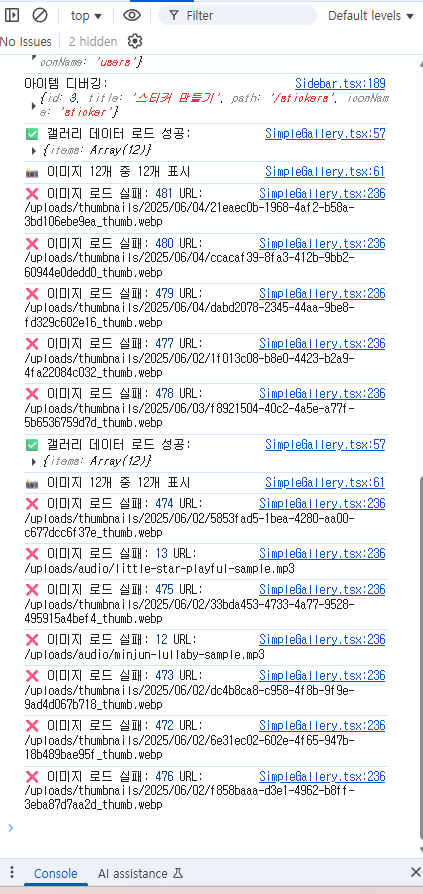 top
Filter
Default levels
No Issues
2 hidden
iconName: 'users'}
아이템 디버깅: Sidebar.tsx:189
{id: 3, title: '스티커 만들기', path: '/stickers', iconNam
e: 'sticker'}
✅ 갤러리 데이터 로드 성공: SimpleGallery.tsx:57
{items: Array(12)}
📸 이미지 12개 중 12개 표시 SimpleGallery.tsx:61
❌ 이미지 로드 실패: 481 URL: SimpleGallery.tsx:236
/uploads/thumbnails/2025/06/04/21eaec0b-1968-4af2-b58a-
3bd106ebe9ea_thumb.webp
❌ 이미지 로드 실패: 480 URL: SimpleGallery.tsx:236
/uploads/thumbnails/2025/06/04/ccacaf39-8fa3-412b-9bb2-
60944e0dedd0_thumb.webp
❌ 이미지 로드 실패: 479 URL: SimpleGallery.tsx:236
/uploads/thumbnails/2025/06/04/dabd2078-2345-44aa-9be8-
fd329c602e16_thumb.webp
❌ 이미지 로드 실패: 477 URL: SimpleGallery.tsx:236
/uploads/thumbnails/2025/06/02/1f013c08-b8e0-4423-b2a9-
4fa22084c032_thumb.webp
❌ 이미지 로드 실패: 478 URL: SimpleGallery.tsx:236
/uploads/thumbnails/2025/06/03/f8921504-40c2-4a5e-a77f-
5b6536759d7d_thumb.webp
✅ 갤러리 데이터 로드 성공: SimpleGallery.tsx:57
{items: Array(12)}
📸 이미지 12개 중 12개 표시 SimpleGallery.tsx:61
❌ 이미지 로드 실패: 474 URL: SimpleGallery.tsx:236
/uploads/thumbnails/2025/06/02/5853fad5-1bea-4280-aa00-
c677dcc6f37e_thumb.webp
❌ 이미지 로드 실패: 13 URL: SimpleGallery.tsx:236
/uploads/audio/little-star-playful-sample.mp3
❌ 이미지 로드 실패: 475 URL: SimpleGallery.tsx:236
/uploads/thumbnails/2025/06/02/33bda453-4733-4a77-9528-
495915a4bef4_thumb.webp
❌ 이미지 로드 실패: 12 URL: SimpleGallery.tsx:236
/uploads/audio/minjun-lullaby-sample.mp3
❌ 이미지 로드 실패: 473 URL: SimpleGallery.tsx:236
/uploads/thumbnails/2025/06/02/dc4b8ca8-c958-4f8b-9f9e-
9ad4d067b718_thumb.webp
❌ 이미지 로드 실패: 472 URL: SimpleGallery.tsx:236
/uploads/thumbnails/2025/06/02/6e31ec02-602e-4f65-947b-
18b489bae95f_thumb.webp
❌ 이미지 로드 실패: 476 URL: SimpleGallery.tsx:236
/uploads/thumbnails/2025/06/02/f858baaa-d3e1-4962-b8ff-
3eba87d7aa2d_thumb.webp
Console
AI assistance